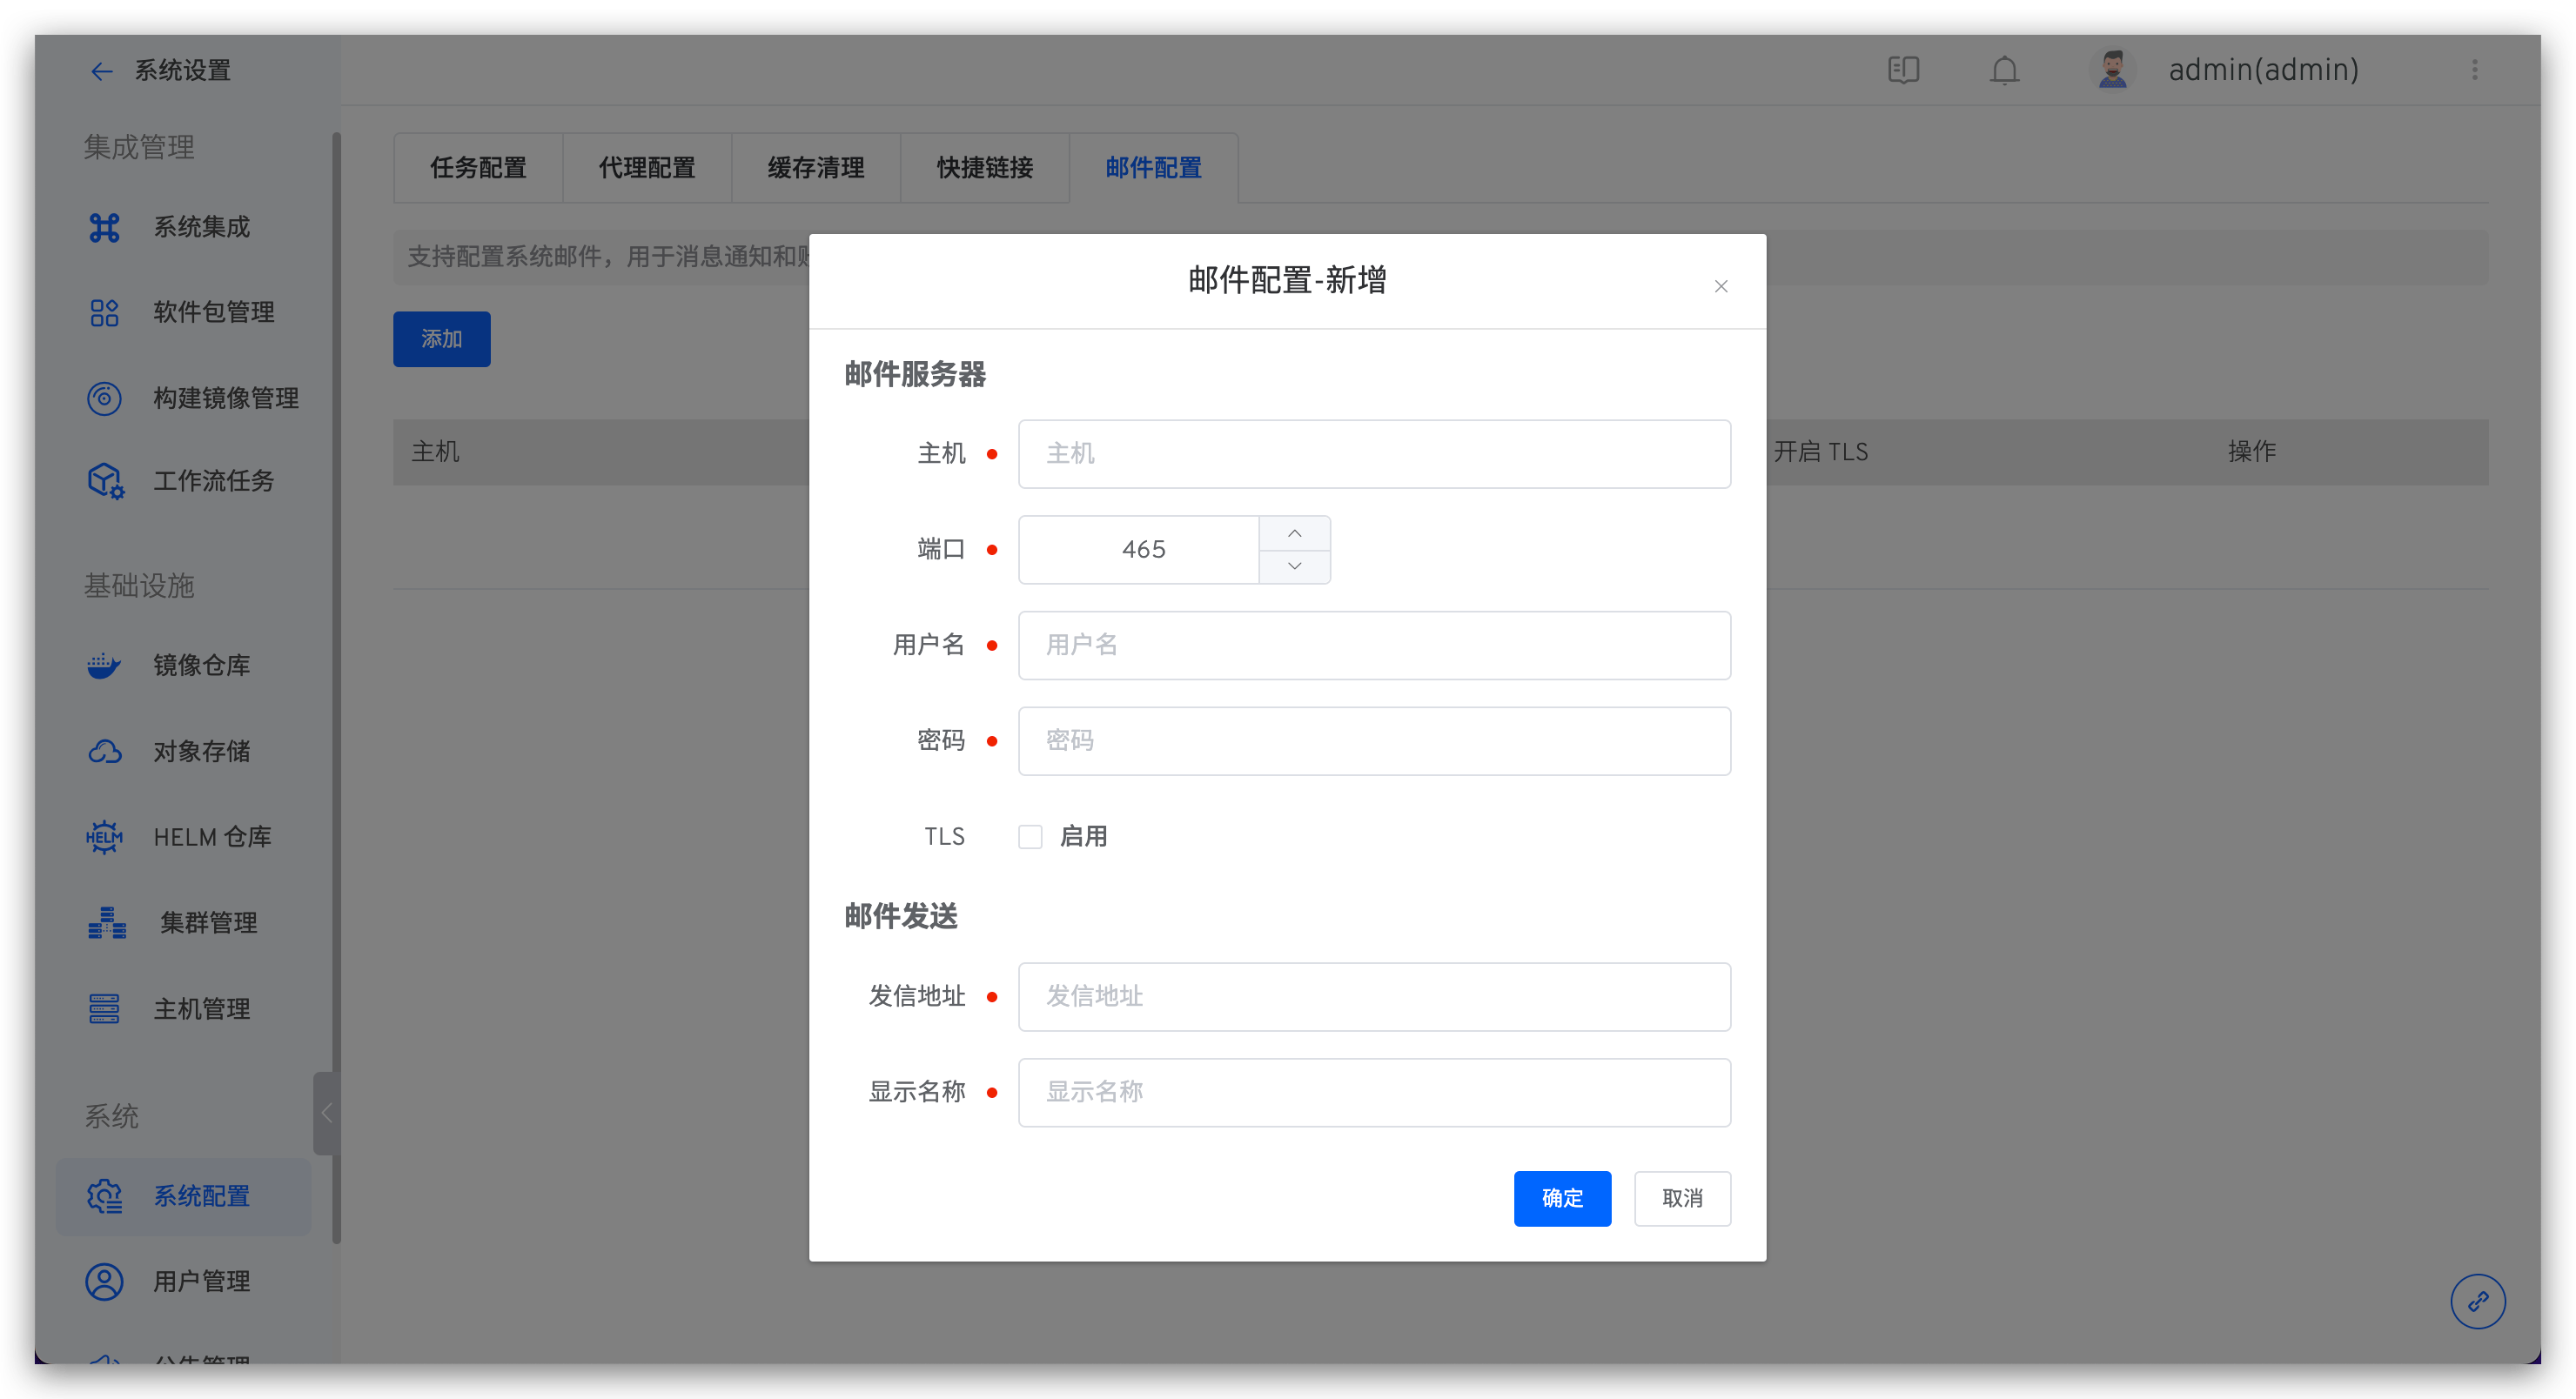 系统设置
admin(admin)
集成管理
系统集成
软件包管理
构建镜像管理
工作流任务
基础设施
镜像仓库
对象存储
HELM
HELM 仓库
集群管理
主机管理
系统
系统配置
用户管理
公告管理
任务配置
代理配置
缓存清理
快捷链接
邮件配置
支持配置系统邮件，用于消息通知和
添加
主机
开启 TLS
操作
邮件配置-新增
邮件服务器
主机
主机
端口
465
用户名
用户名
密码
密码
TLS
启用
邮件发送
发信地址
发信地址
显示名称
显示名称
确定
取消